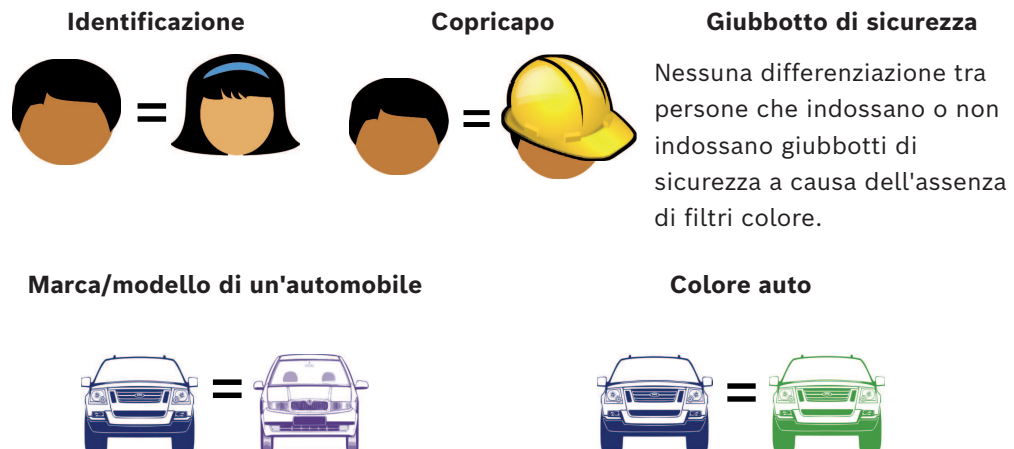 Identificazione
Copricapo
Giubbotto di sicurezza
=
=
Nessuna differenziazione tra
persone che indossano o non
indossano giubbotti di
sicurezza a causa dell'assenza
di filtri colore.
Marca/modello di un'automobile
Colore auto
=
=